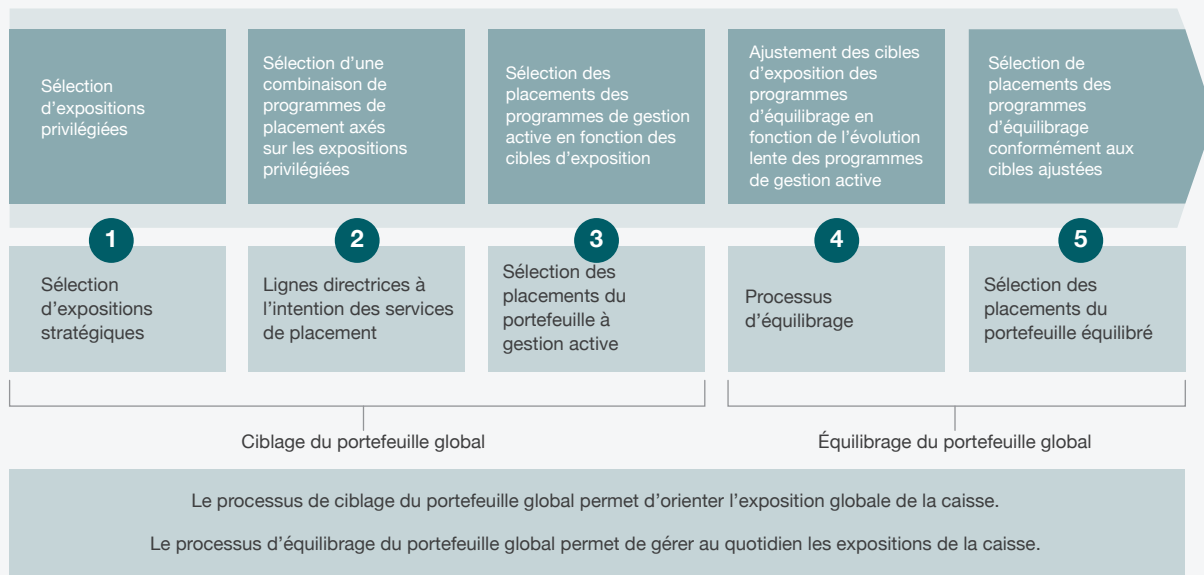 Sélection
d'expositions
privilégiées
Sélection d'une
combinaison de
programmes de
placement axés
sur les expositions
privilégiées
Sélection des
placements des
programmes de gestion
active en fonction des
cibles d'exposition
Ajustement des cibles
d'exposition des
programmes
d'équilibrage en
fonction de l'évolution
lente des programmes
de gestion active
Sélection de
placements des
programmes
d'équilibrage
conformément aux
cibles ajustées
1
Sélection
d'expositions
stratégiques
2
Lignes directrices à
l'intention des services
de placement
3
Sélection des
placements du
portefeuille à
gestion active
4
Processus
d'équilibrage
5
Sélection des
placements du
portefeuille équilibré
Ciblage du portefeuille global
Équilibrage du portefeuille global
Le processus de ciblage du portefeuille global permet d'orienter l'exposition globale de la caisse.
Le processus d'équilibrage du portefeuille global permet de gérer au quotidien les expositions de la caisse.